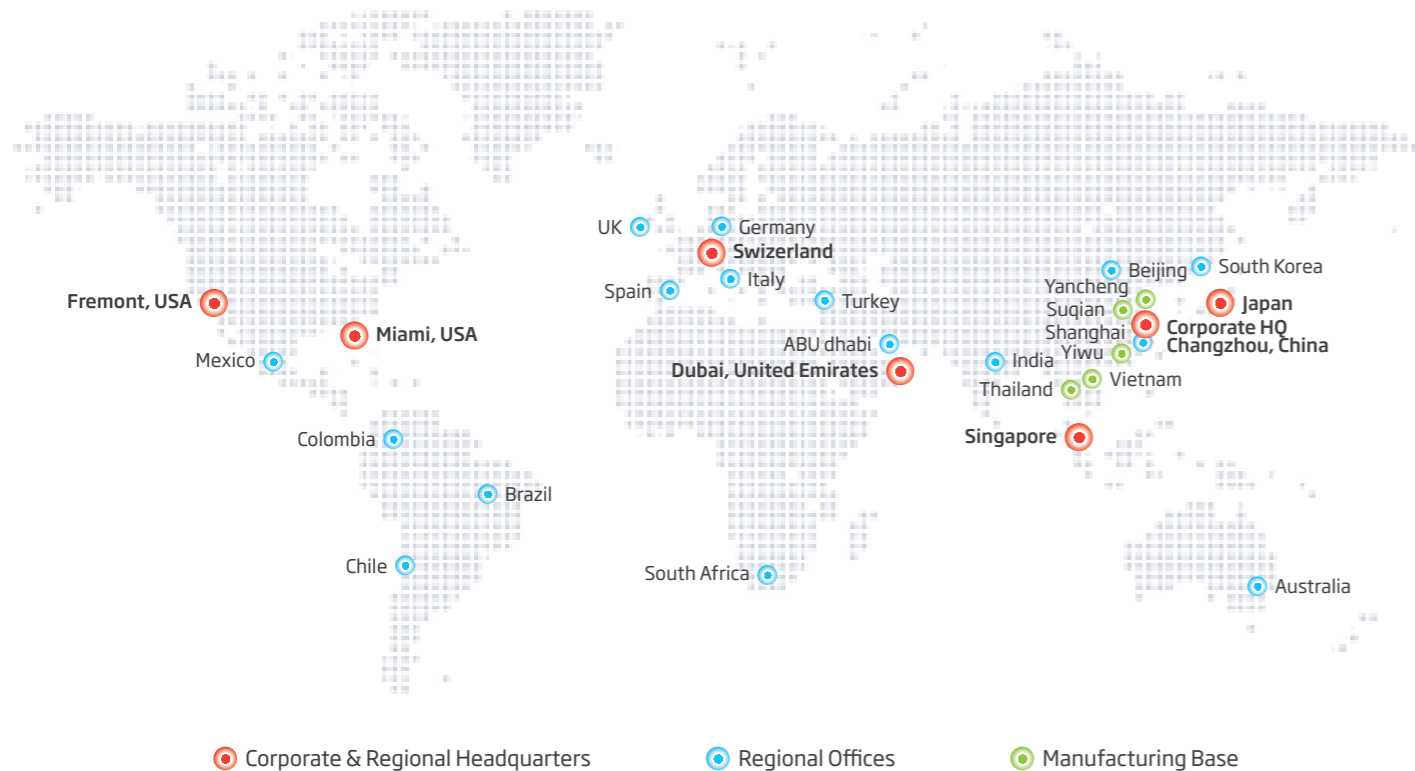 UK
Germany
Swizerland
Italy
Spain
Turkey
Beijing
South Korea
Yancheng
Fremont, USA
Suqian
Japan
Miami, USA
Shanghai
Corporate HQ
Changzhou, China
ABU dhabi
Yiwu
Mexico
India
Dubai, United Emirates
Vietnam
Thailand
Colombia
Singapore
Brazil
Chile
South Africa
Australia
Corporate & Regional Headquarters
Regional Offices
Manufacturing Base